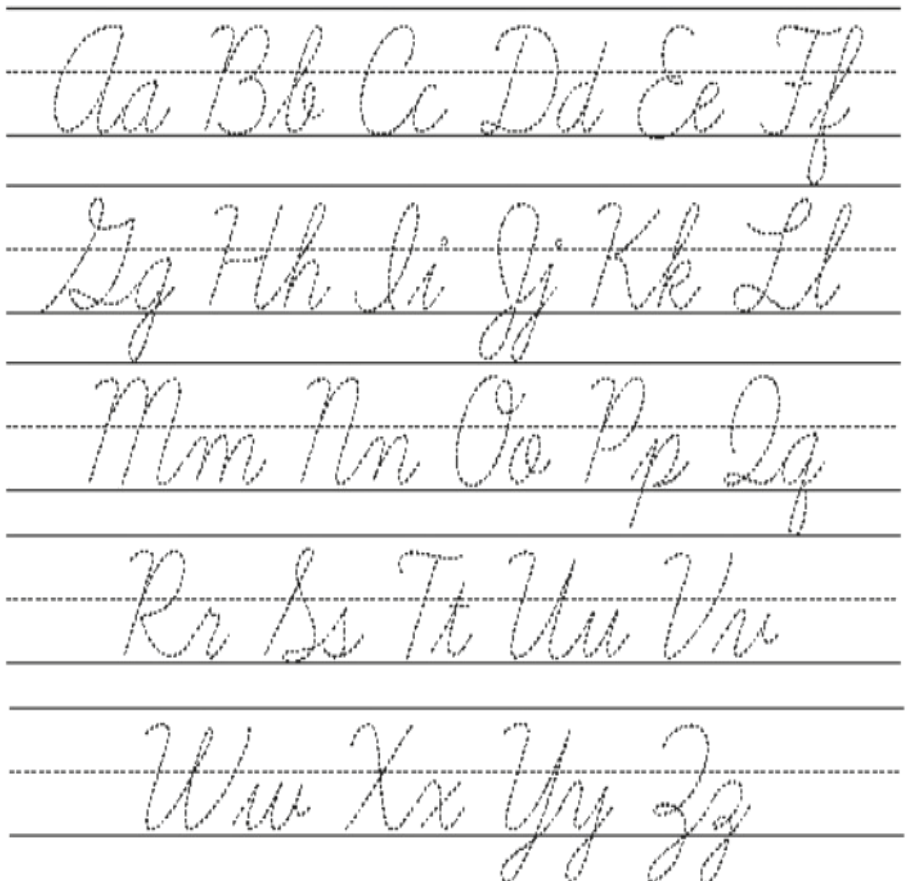 Aa Bb Cc Dd Ee Ff
Gg Hh Ii Jj Kk Ll
Mm Nn Oo Pp Qq
Rr Ss Tt Uu Vv
Ww Xx Yy Zz